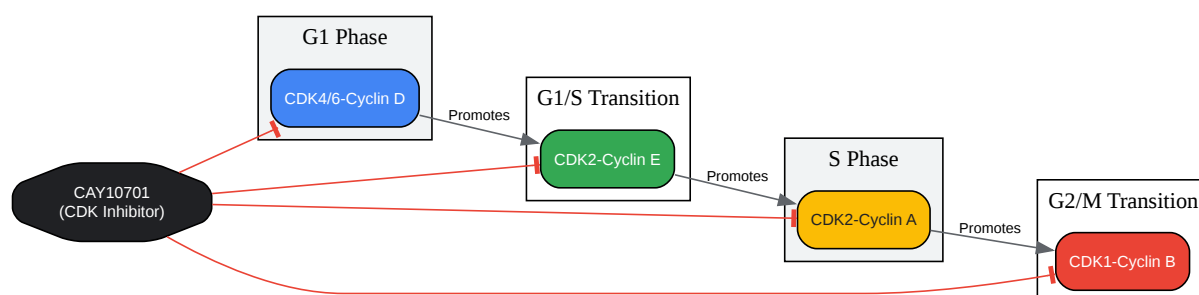 G1 Phase
CDK4/6-Cyclin D
Promotes
G1/S Transition
CDK2-Cyclin E
Promotes
S Phase
CDK2-Cyclin A
Promotes
G2/M Transition
CDK1-Cyclin B
CAY10701
(CDK Inhibitor)